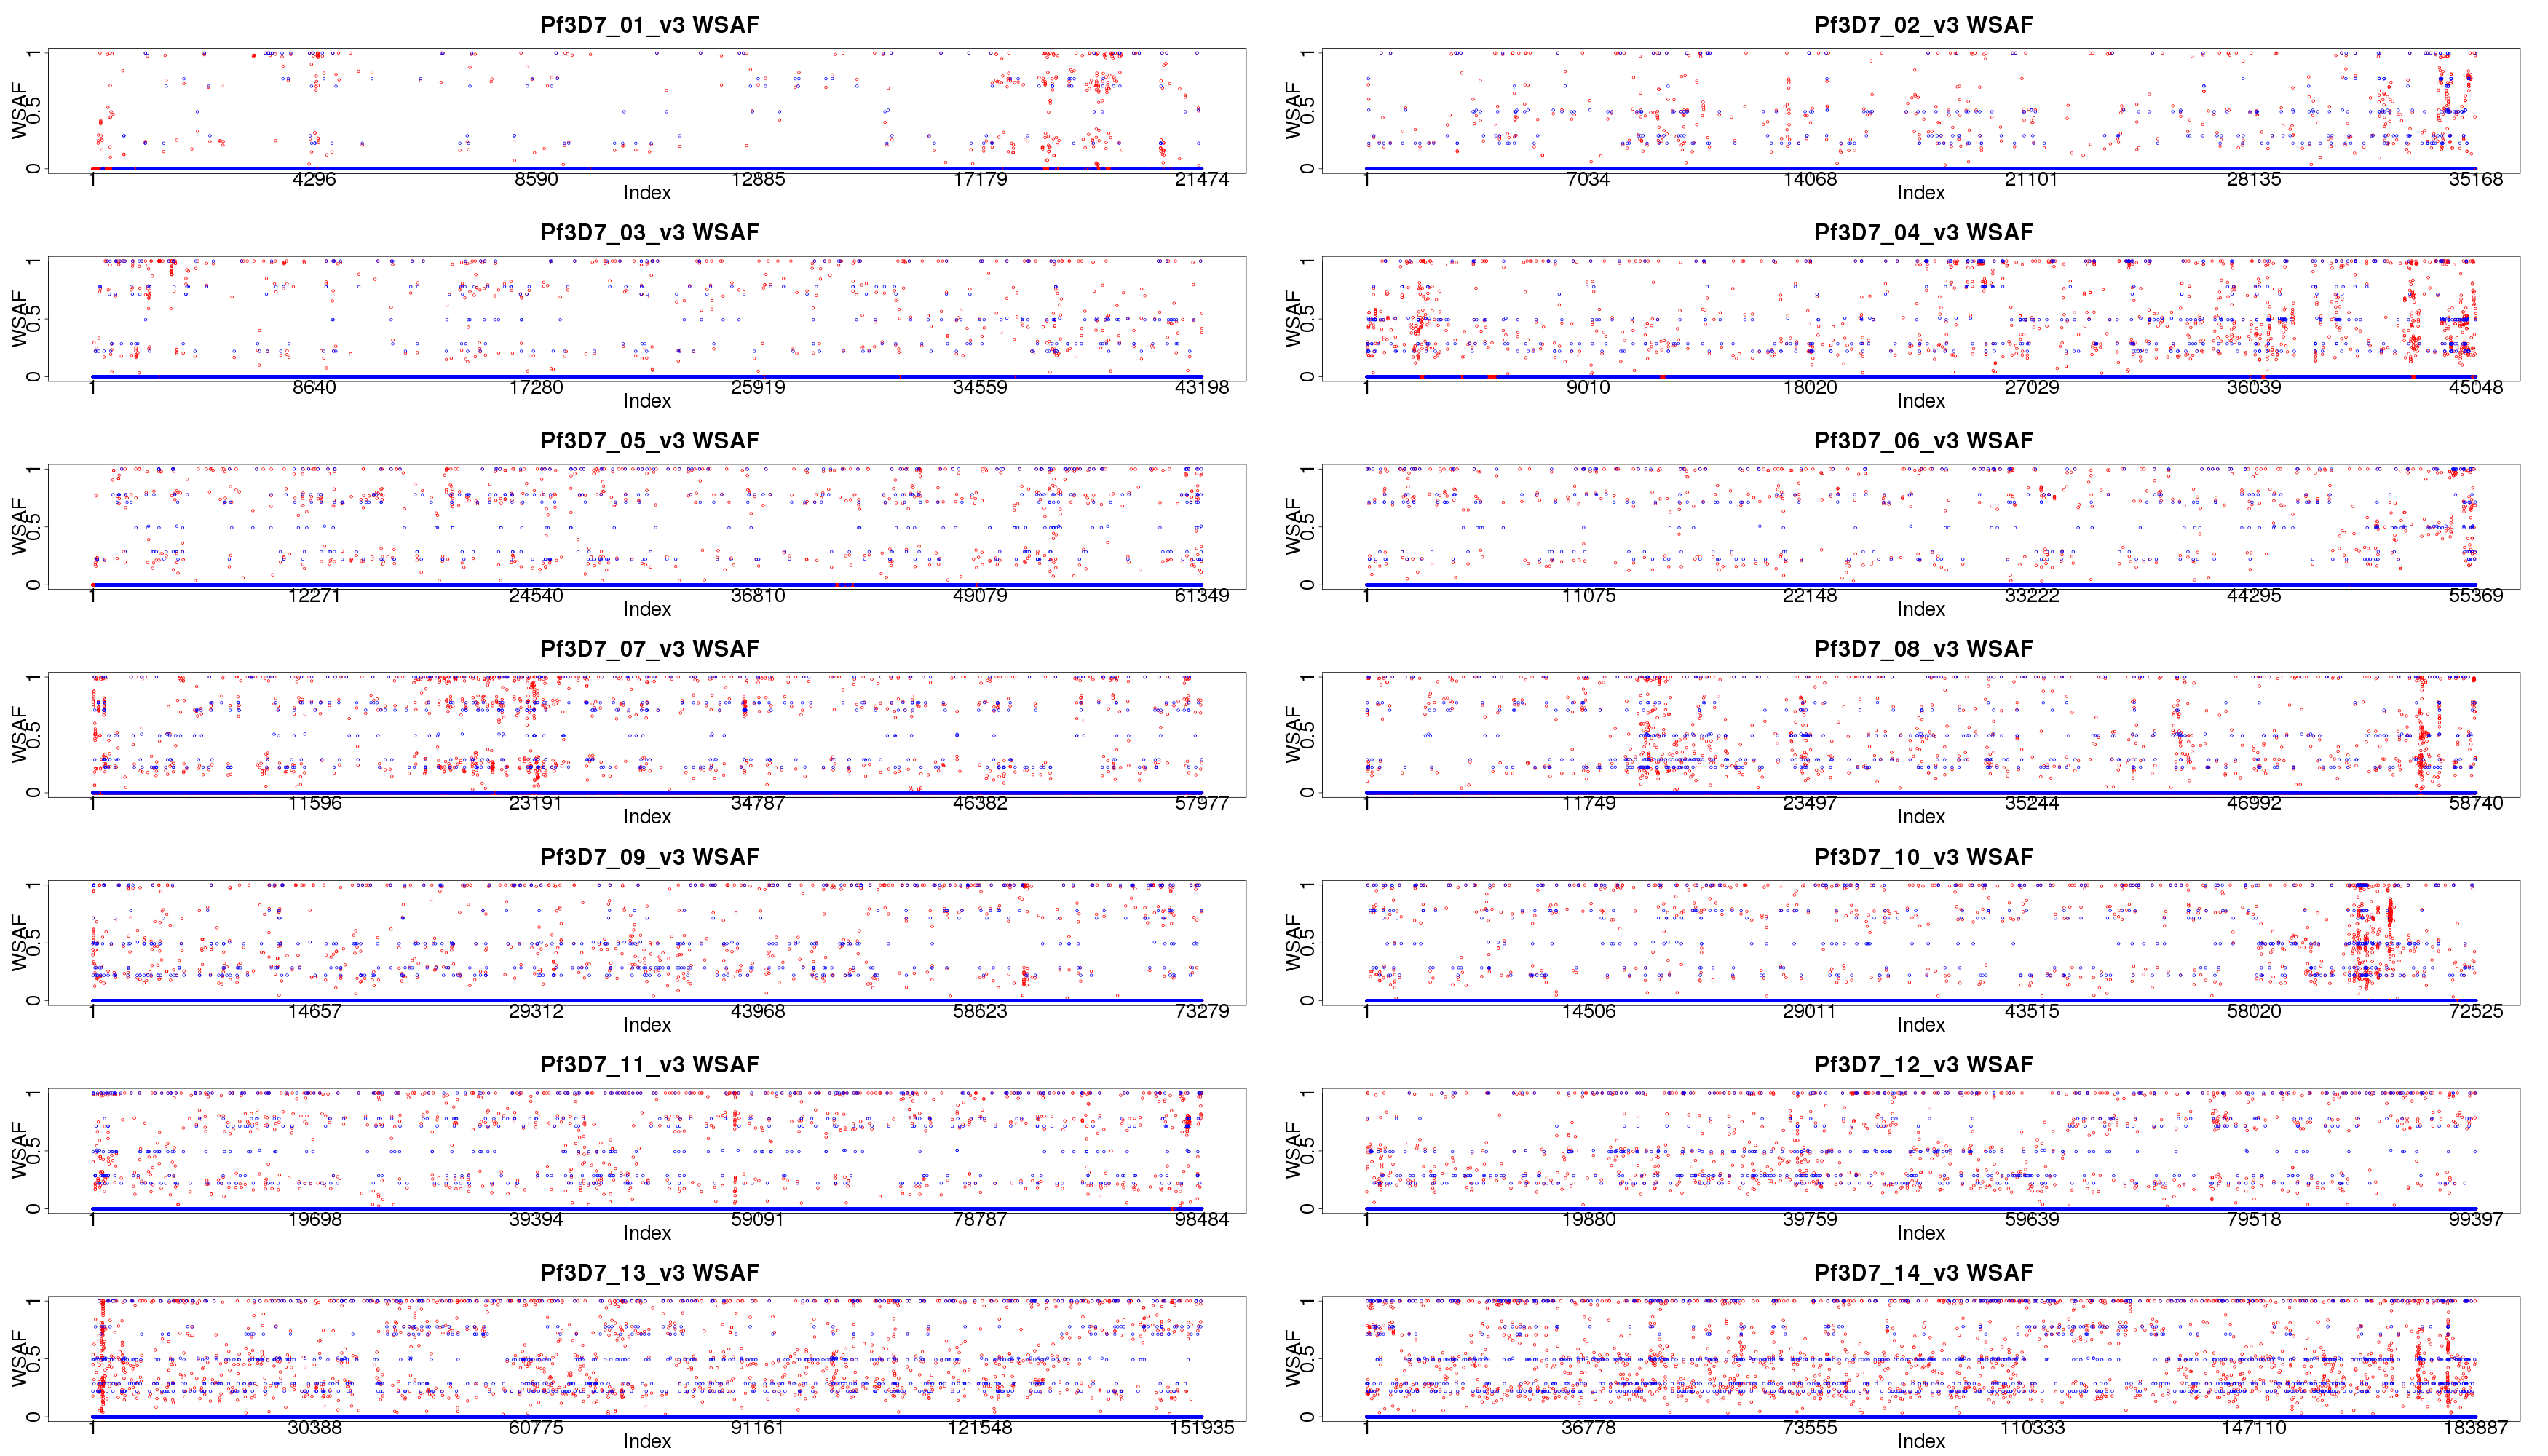 Pf3D7_01_v3 WSAF
WSAF
0 0.5 1
1 4296 8590 12885 17179 21474
Index
Pf3D7_02_v3 WSAF
WSAF
0 0.5 1
1 7034 14068 21101 28135 35168
Index
Pf3D7_03_v3 WSAF
WSAF
0 0.5 1
1 8640 17280 25919 34559 43198
Index
Pf3D7_04_v3 WSAF
WSAF
0 0.5 1
1 9010 18020 27029 36039 45048
Index
Pf3D7_05_v3 WSAF
WSAF
0 0.5 1
1 12271 24540 36810 49079 61349
Index
Pf3D7_06_v3 WSAF
WSAF
0 0.5 1
1 11075 22148 33222 44295 55369
Index
Pf3D7_07_v3 WSAF
WSAF
0 0.5 1
1 11596 23191 34787 46382 57977
Index
Pf3D7_08_v3 WSAF
WSAF
0 0.5 1
1 11749 23497 35244 46992 58740
Index
Pf3D7_09_v3 WSAF
WSAF
0 0.5 1
1 14657 29312 43968 58623 73279
Index
Pf3D7_10_v3 WSAF
WSAF
0 0.5 1
1 14506 29011 43515 58020 72525
Index
Pf3D7_11_v3 WSAF
WSAF
0 0.5 1
1 19698 39394 59091 78787 98484
Index
Pf3D7_12_v3 WSAF
WSAF
0 0.5 1
1 19880 39759 59639 79518 99397
Index
Pf3D7_13_v3 WSAF
WSAF
0 0.5 1
1 30388 60775 91161 121548 151935
Index
Pf3D7_14_v3 WSAF
WSAF
0 0.5 1
1 36778 73555 110333 147110 183887
Index